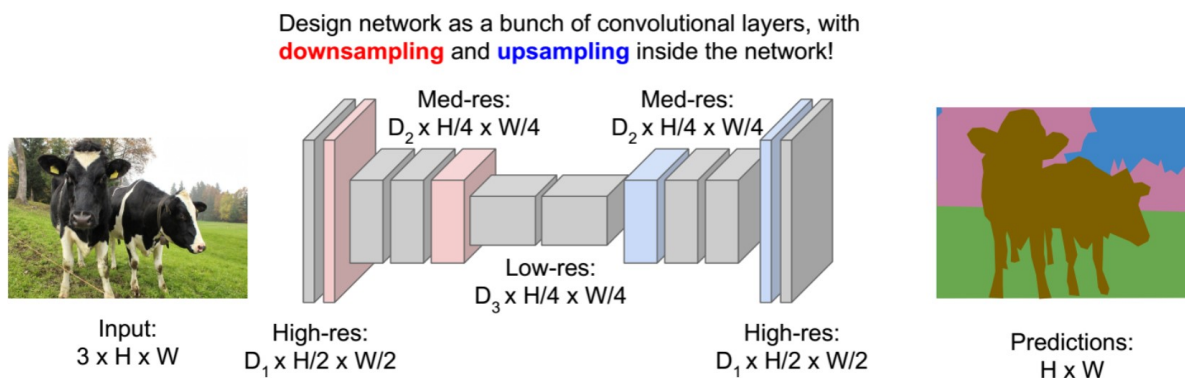 Design network as a bunch of convolutional layers, with
downsampling and upsampling inside the network!
Med-res:
D₂ x H/4 x W/4
Med-res:
D₂ x H/4 x W/4
Low-res:
D₃ x H/4 x W/4
Input:
3 x H x W
High-res:
D₁ x H/2 x W/2
High-res:
D₁ x H/2 x W/2
Predictions:
H x W